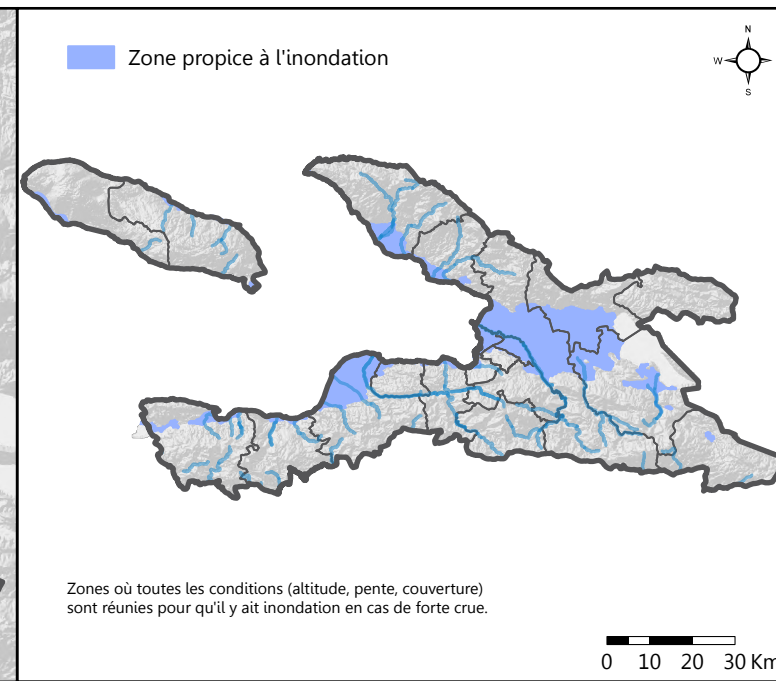 Zone propice à l'inondation
N
W
S
Zones où toutes les conditions (altitude, pente, couverture)
sont réunies pour qu'il y ait inondation en cas de forte crue.
0 10 20 30 Km